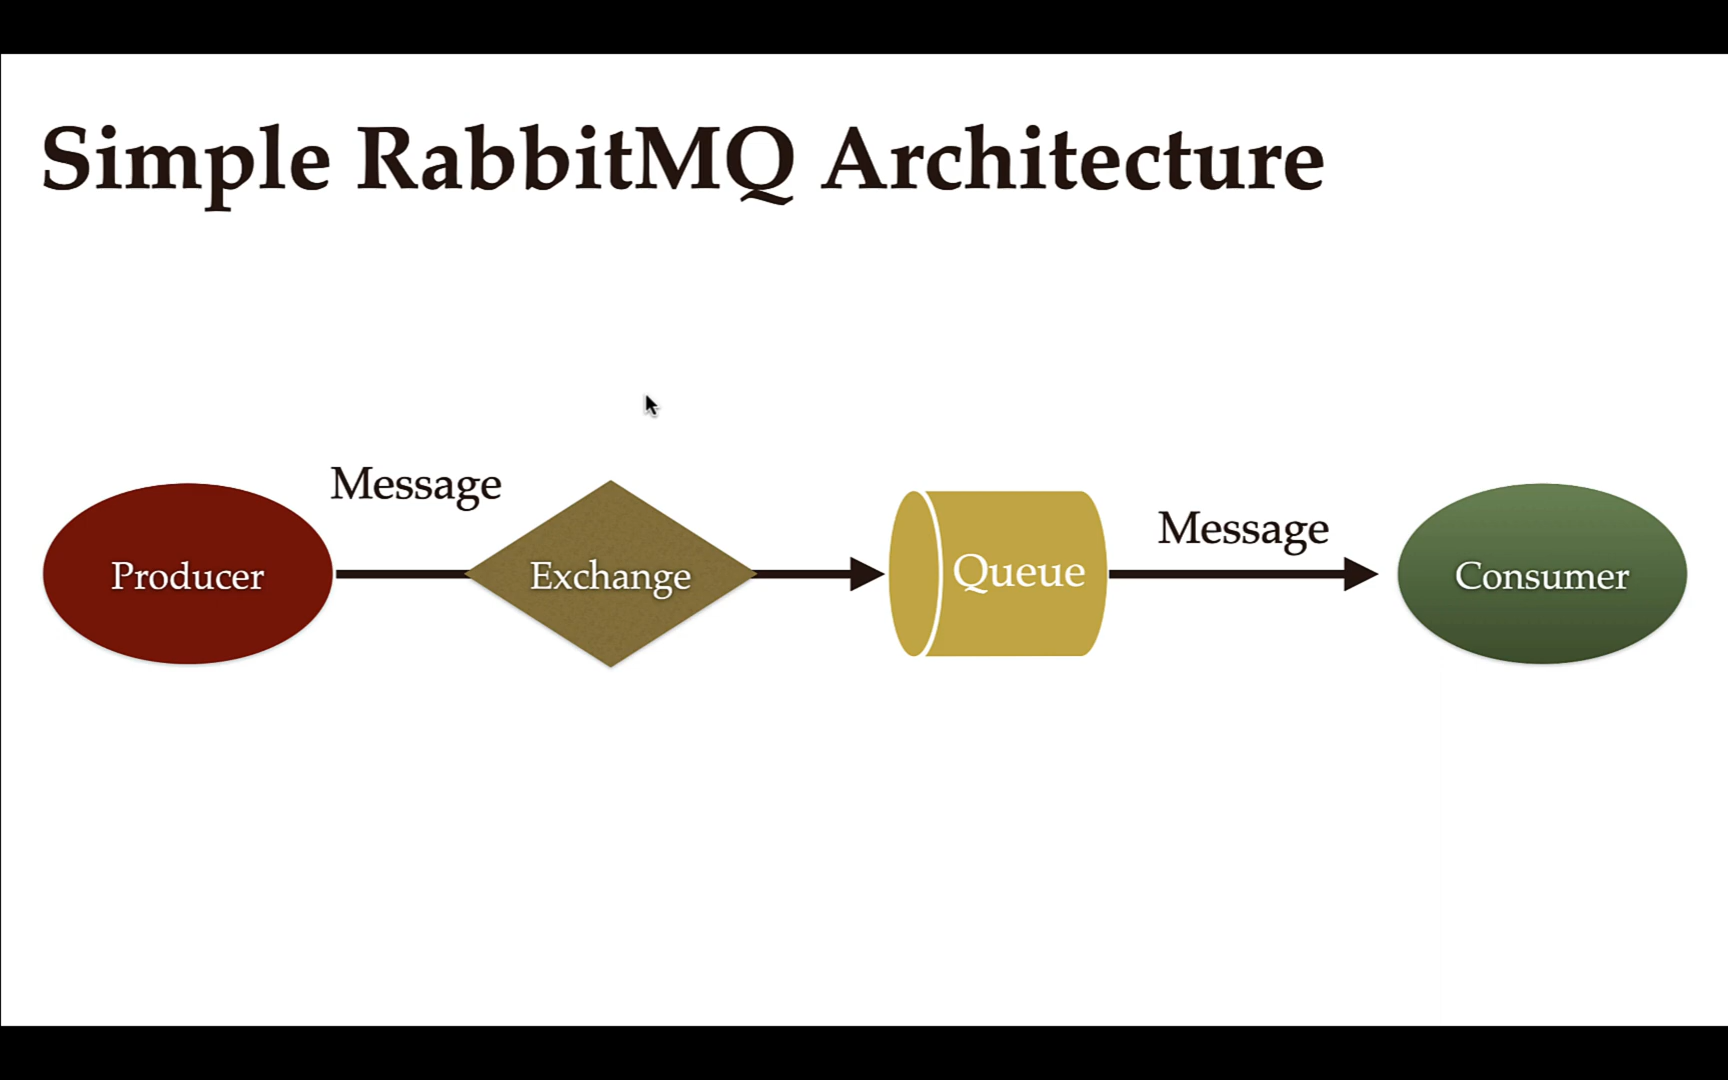 Simple RabbitMQ Architecture
Message
Producer
Exchange
Queue
Message
Consumer